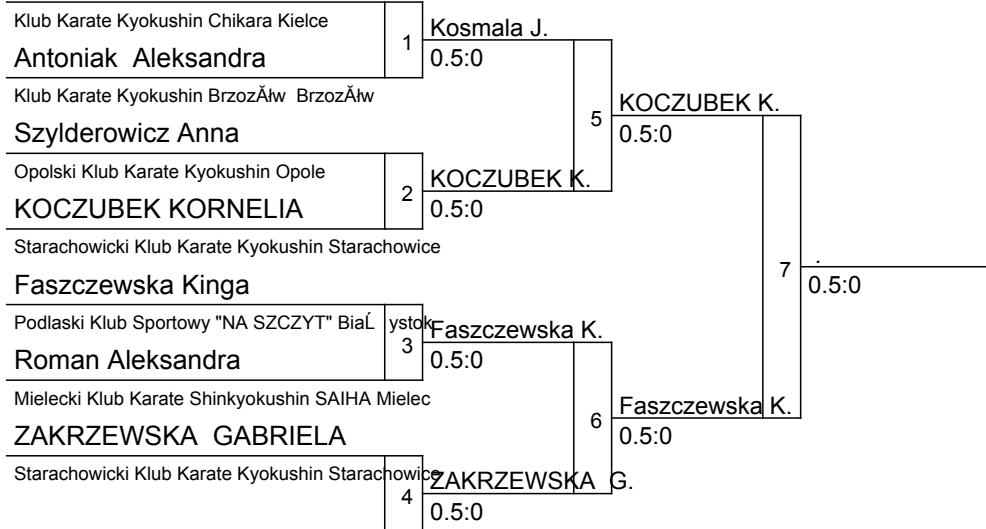 Klub Karate Kyokushin Chikara Kielce
1
Kosmala J.
Antoniak Aleksandra
0.5:0
Klub Karate Kyokushin BrzozĂłw BrzozĂłw
5
KOCZUBEK K.
Szylderowicz Anna
0.5:0
Opolski Klub Karate Kyokushin Opole
2
KOCZUBEK K.
KOCZUBEK KORNELIA
0.5:0
Starachowicki Klub Karate Kyokushin Starachowice
7
.
Faszczewska Kinga
0.5:0
Podlaski Klub Sportowy "NA SZCZYT" BiaĹ ystok
3
Faszczewska K.
Roman Aleksandra
0.5:0
Mielecki Klub Karate Shinkyokushin SAIHA Mielec
6
Faszczewska K.
ZAKRZEWSKA GABRIELA
0.5:0
Starachowicki Klub Karate Kyokushin Starachowice
4
ZAKRZEWSKA G.
0.5:0